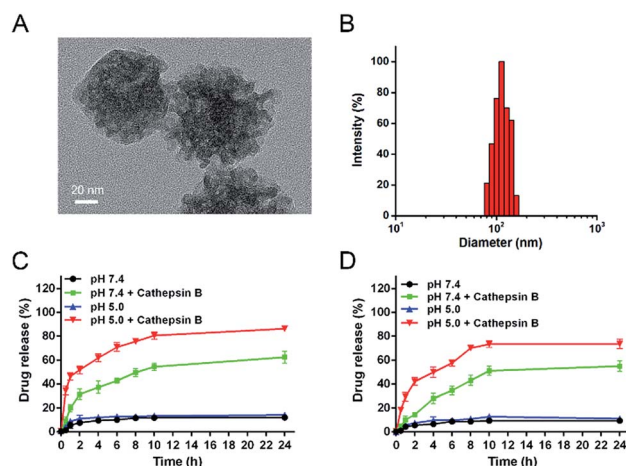 A
20 nm
B
Intensity (%)
100
80
60
40
20
0
10¹ 10² 10³
Diameter (nm)
C
Drug release (%)
120
100
80
60
40
20
0
pH 7.4
pH 7.4 + Cathepsin B
pH 5.0
pH 5.0 + Cathepsin B
0 2 4 6 8 10 12 14 16 18 20 22 24
Time (h)
D
Drug release (%)
120
100
80
60
40
20
0
pH 7.4
pH 7.4 + Cathepsin B
pH 5.0
pH 5.0 + Cathepsin B
0 2 4 6 8 10 12 14 16 18 20 22 24
Time (h)